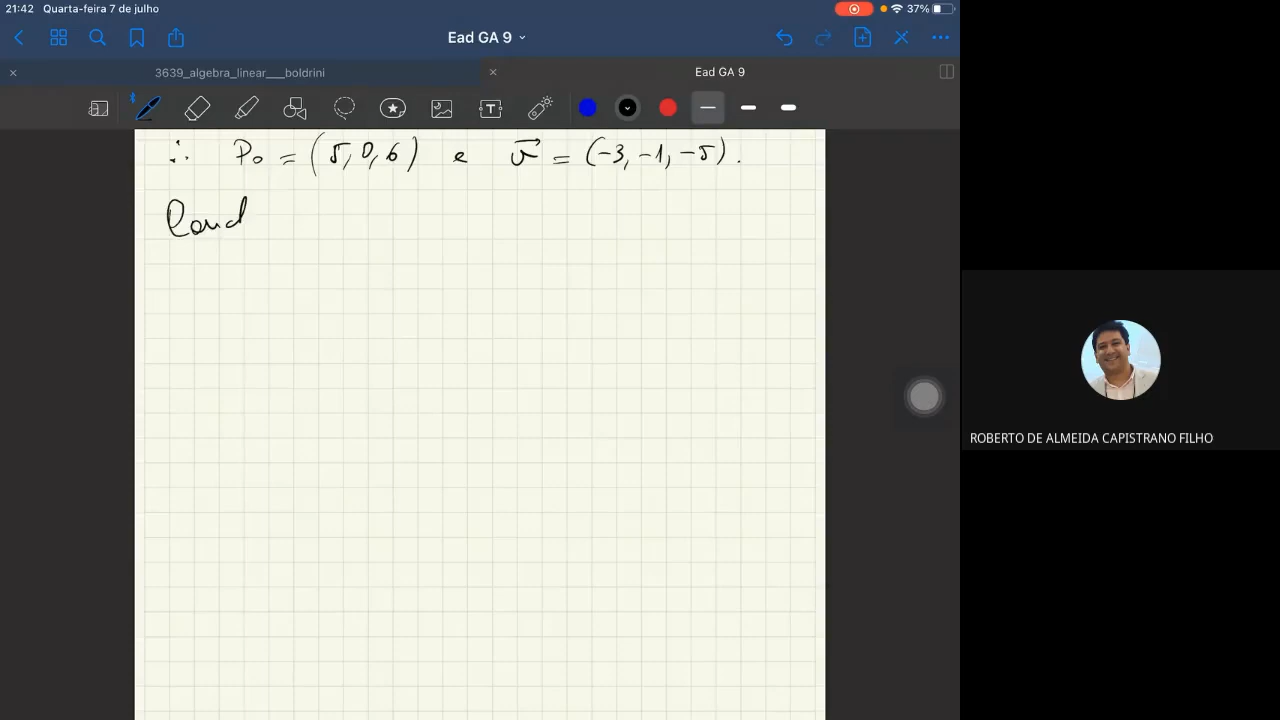 21:42 Quarta-feira 7 de julho
37%
Ead GA 9
3639_algebra_linear___boldrini
Ead GA 9
∴ P₀ = (5, 0, 6) e v⃗ = (-3, -1, -5).
Cond
ROBERTO DE ALMEIDA CAPISTRANO FILHO